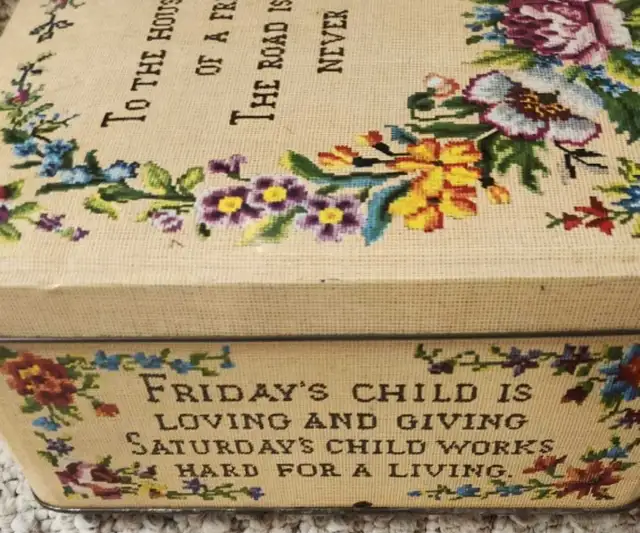 TO THE HOUSE
OF A FR
THE ROAD IS
NEVER
FRIDAY'S CHILD IS
LOVING AND GIVING
SATURDAY'S CHILD WORKS
HARD FOR A LIVING.